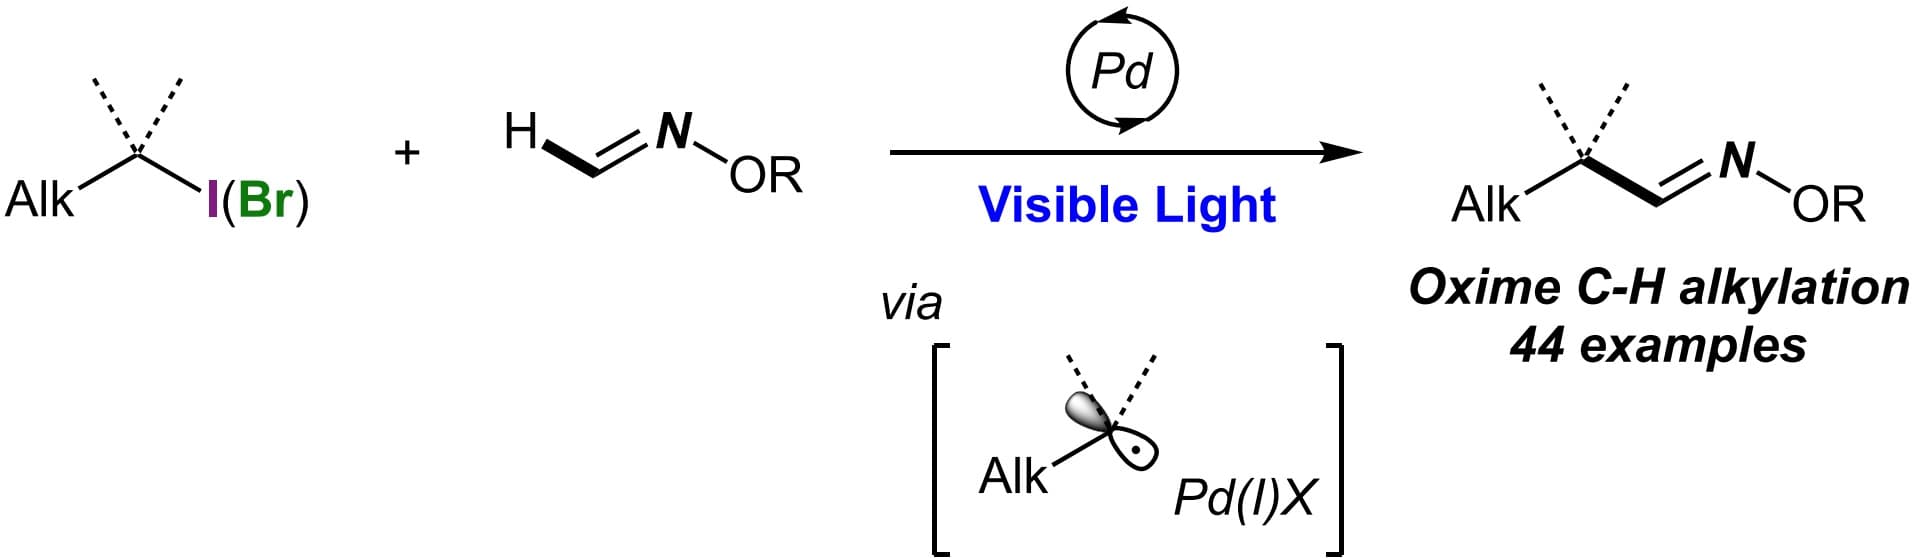 Alk
I(Br)
+
H
N
OR
Pd
Visible Light
via
Alk
Pd(I)X
Alk
N
OR
Oxime C-H alkylation
44 examples